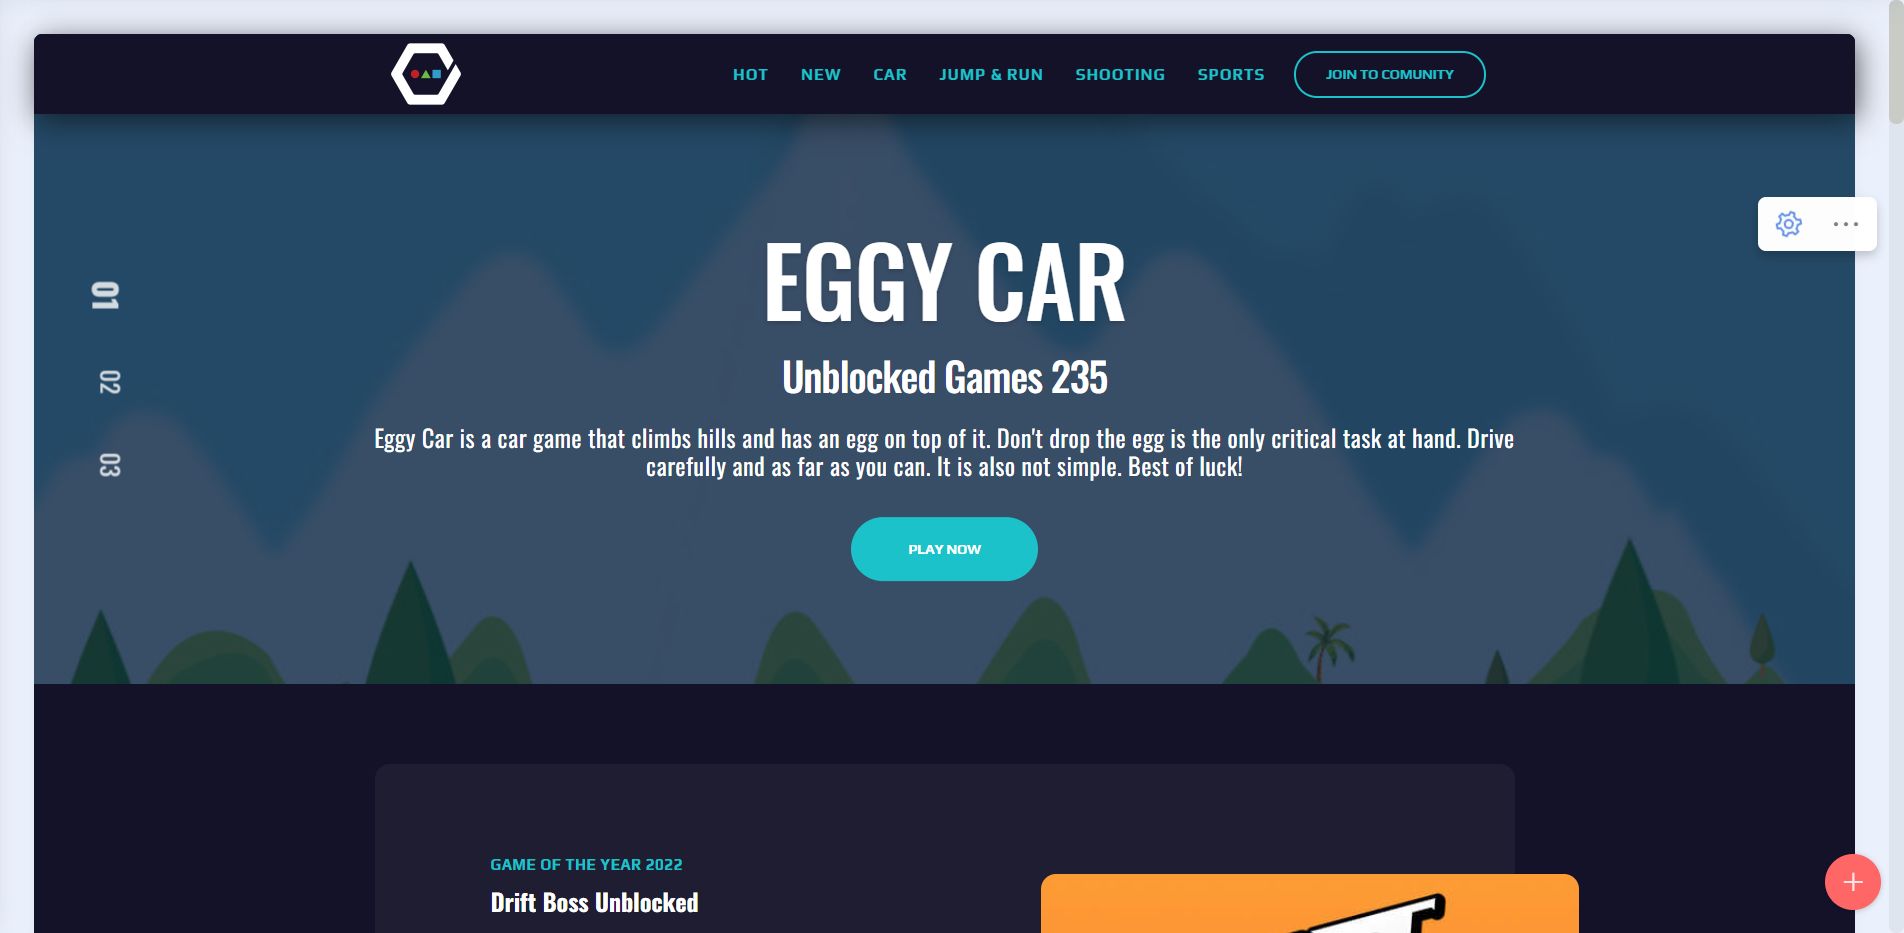 HOT NEW CAR JUMP & RUN SHOOTING SPORTS JOIN TO COMUNITY
EGGY CAR
01
Unblocked Games 235
02
Eggy Car is a car game that climbs hills and has an egg on top of it. Don't drop the egg is the only critical task at hand. Drive
carefully and as far as you can. It is also not simple. Best of luck!
03
PLAY NOW
GAME OF THE YEAR 2022
Drift Boss Unblocked